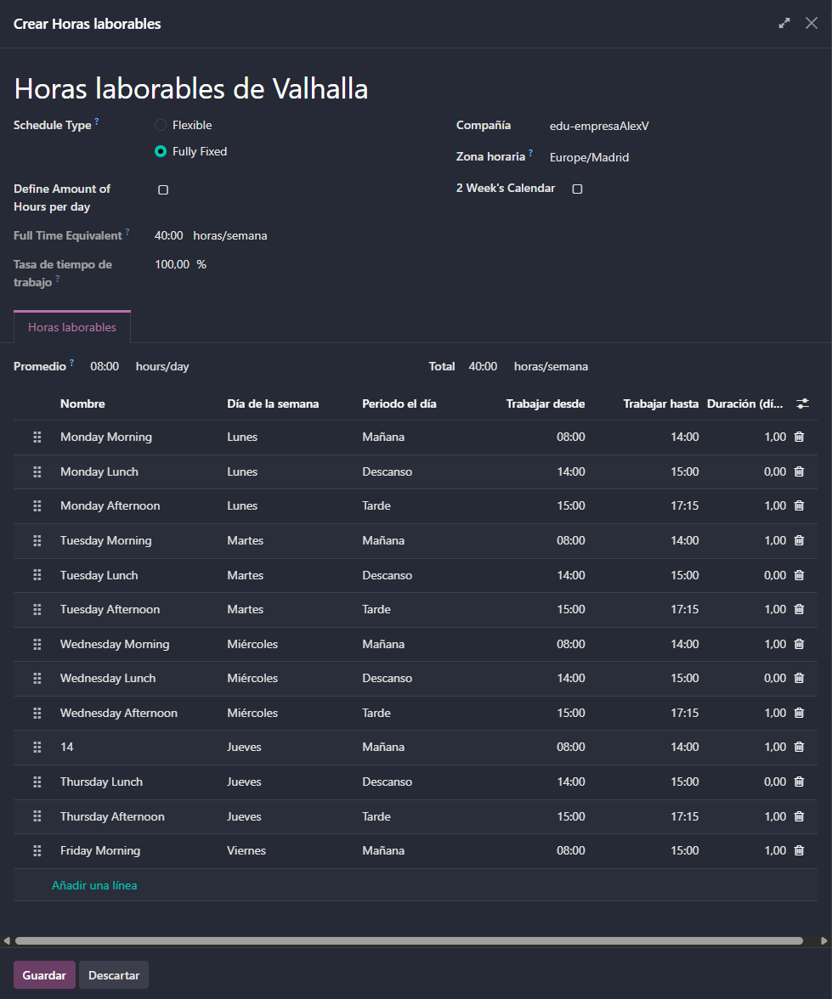 Crear Horas laborables
Horas laborables de Valhalla
Schedule Type ?
Flexible
Fully Fixed
Define Amount of
Hours per day
Full Time Equivalent ? 40:00 horas/semana
Tasa de tiempo de
trabajo ?
100,00 %
Compañía edu-empresaAlexV
Zona horaria ? Europe/Madrid
2 Week's Calendar
Horas laborables
Promedio ? 08:00 hours/day Total 40:00 horas/semana
Nombre Día de la semana Periodo el día Trabajar desde Trabajar hasta Duración (dí...
Monday Morning Lunes Mañana 08:00 14:00 1,00
Monday Lunch Lunes Descanso 14:00 15:00 0,00
Monday Afternoon Lunes Tarde 15:00 17:15 1,00
Tuesday Morning Martes Mañana 08:00 14:00 1,00
Tuesday Lunch Martes Descanso 14:00 15:00 0,00
Tuesday Afternoon Martes Tarde 15:00 17:15 1,00
Wednesday Morning Miércoles Mañana 08:00 14:00 1,00
Wednesday Lunch Miércoles Descanso 14:00 15:00 0,00
Wednesday Afternoon Miércoles Tarde 15:00 17:15 1,00
14 Jueves Mañana 08:00 14:00 1,00
Thursday Lunch Jueves Descanso 14:00 15:00 0,00
Thursday Afternoon Jueves Tarde 15:00 17:15 1,00
Friday Morning Viernes Mañana 08:00 15:00 1,00
Añadir una línea
Guardar Descartar